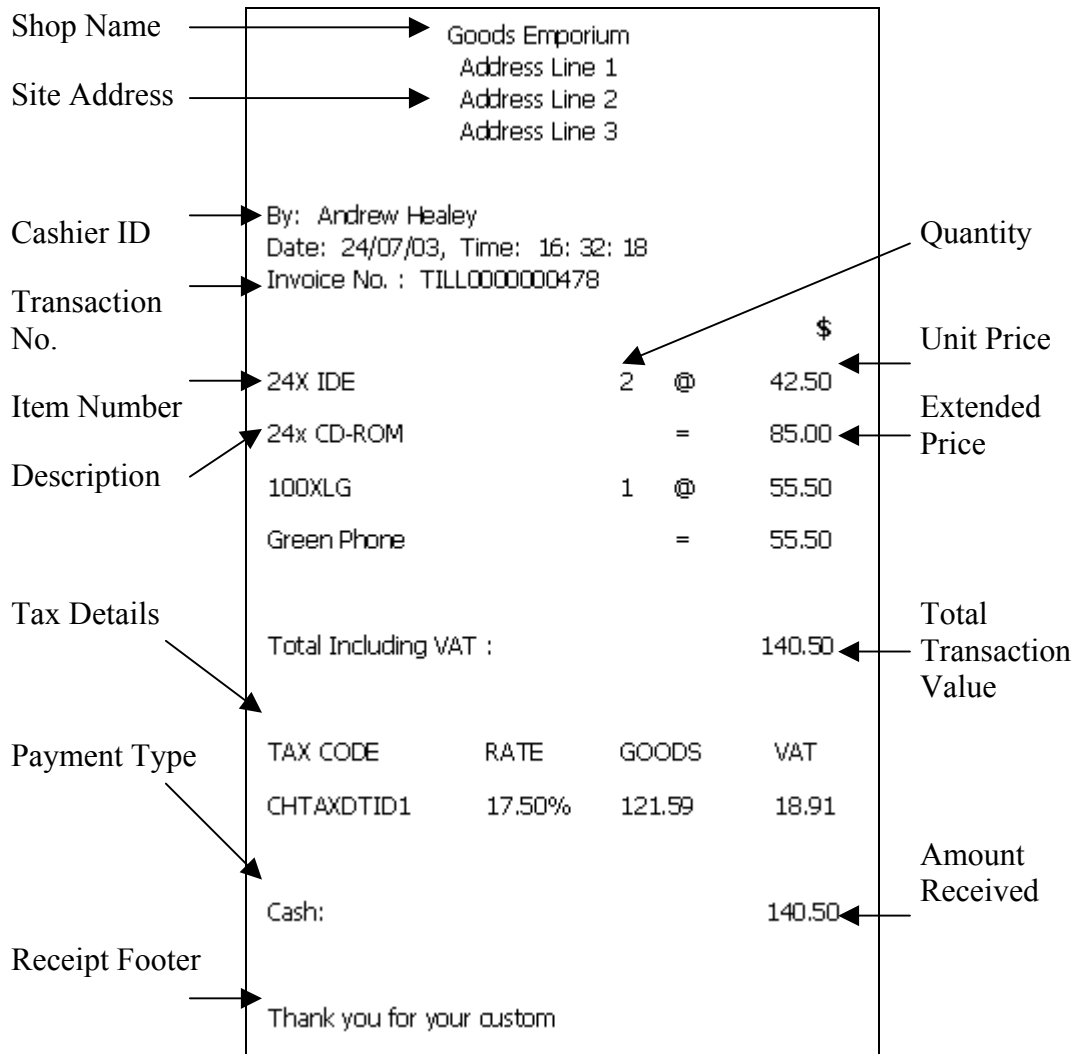 Shop Name
Goods Emporium
Address Line 1
Site Address
Address Line 2
Address Line 3
Cashier ID
By: Andrew Healey
Quantity
Date: 24/07/03, Time: 16: 32: 18
Transaction
No.
Invoice No. : TILL0000000478
$
Unit Price
Item Number
24X IDE 2 @ 42.50
Extended
Price
Description
24x CD-ROM = 85.00
100XLG 1 @ 55.50
Green Phone = 55.50
Tax Details
Total Including VAT : 140.50
Total
Transaction
Value
Payment Type
TAX CODE RATE GOODS VAT
CHTAXDTID1 17.50% 121.59 18.91
Amount
Received
Cash: 140.50
Receipt Footer
Thank you for your custom